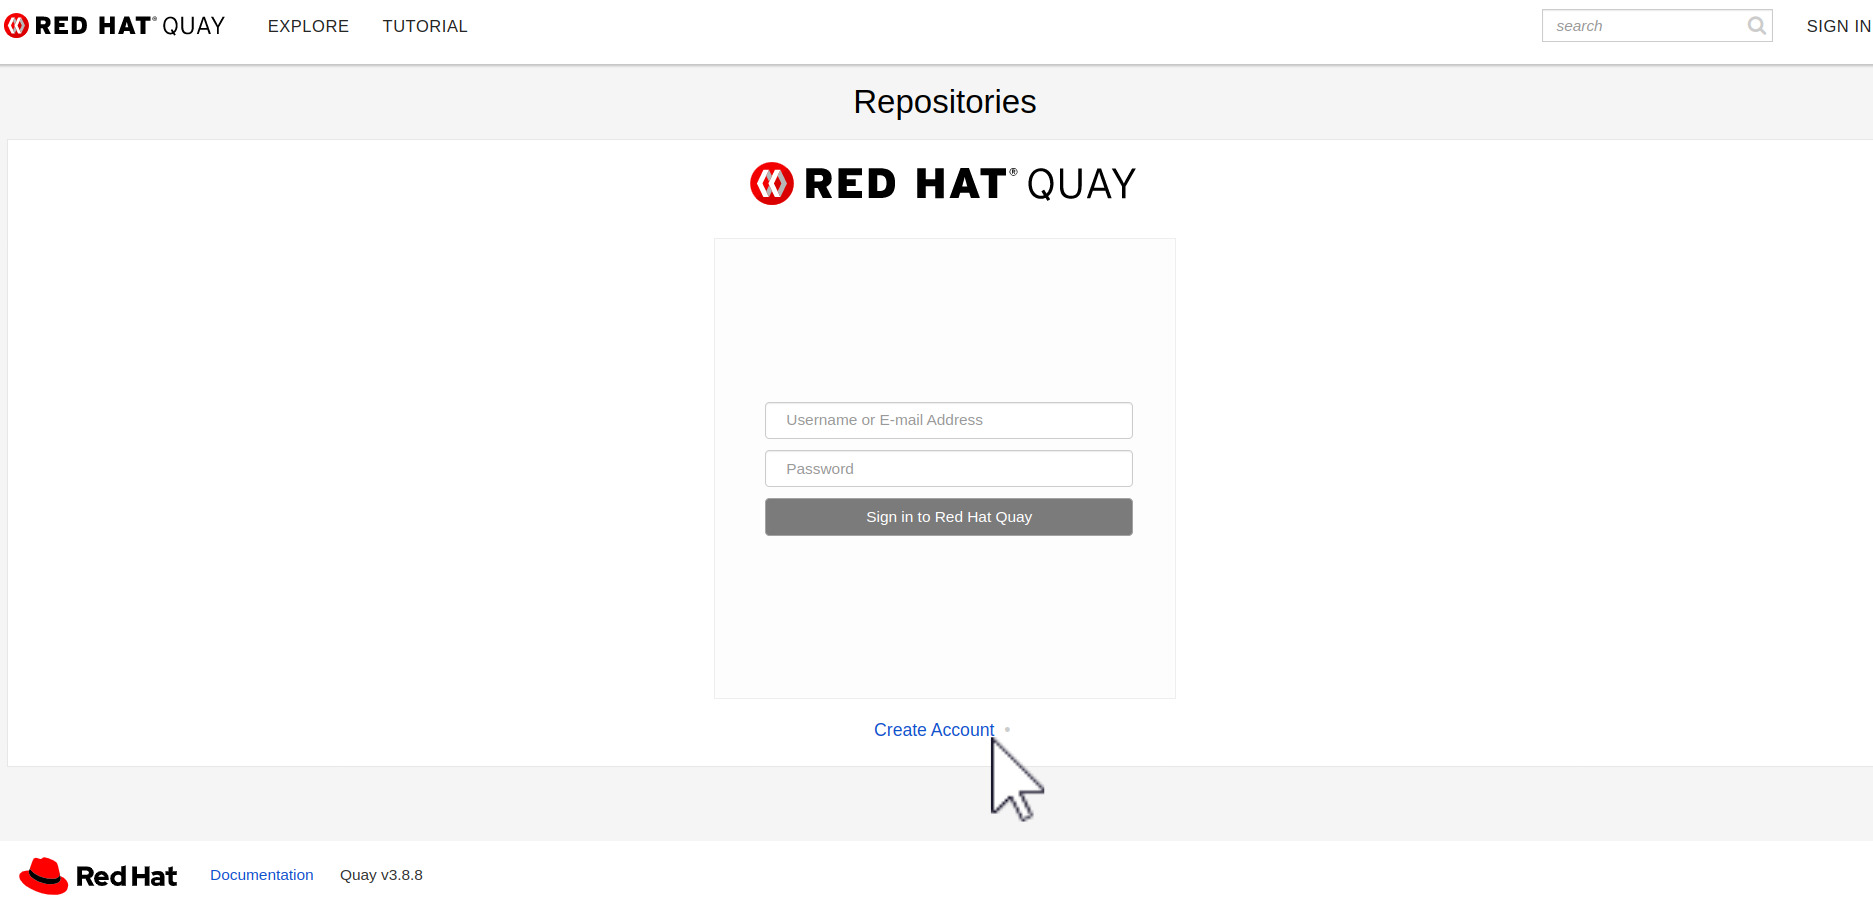 RED HAT® QUAY EXPLORE TUTORIAL search SIGN IN
Repositories
RED HAT® QUAY
Username or E-mail Address
Password
Sign in to Red Hat Quay
Create Account
Red Hat Documentation Quay v3.8.8